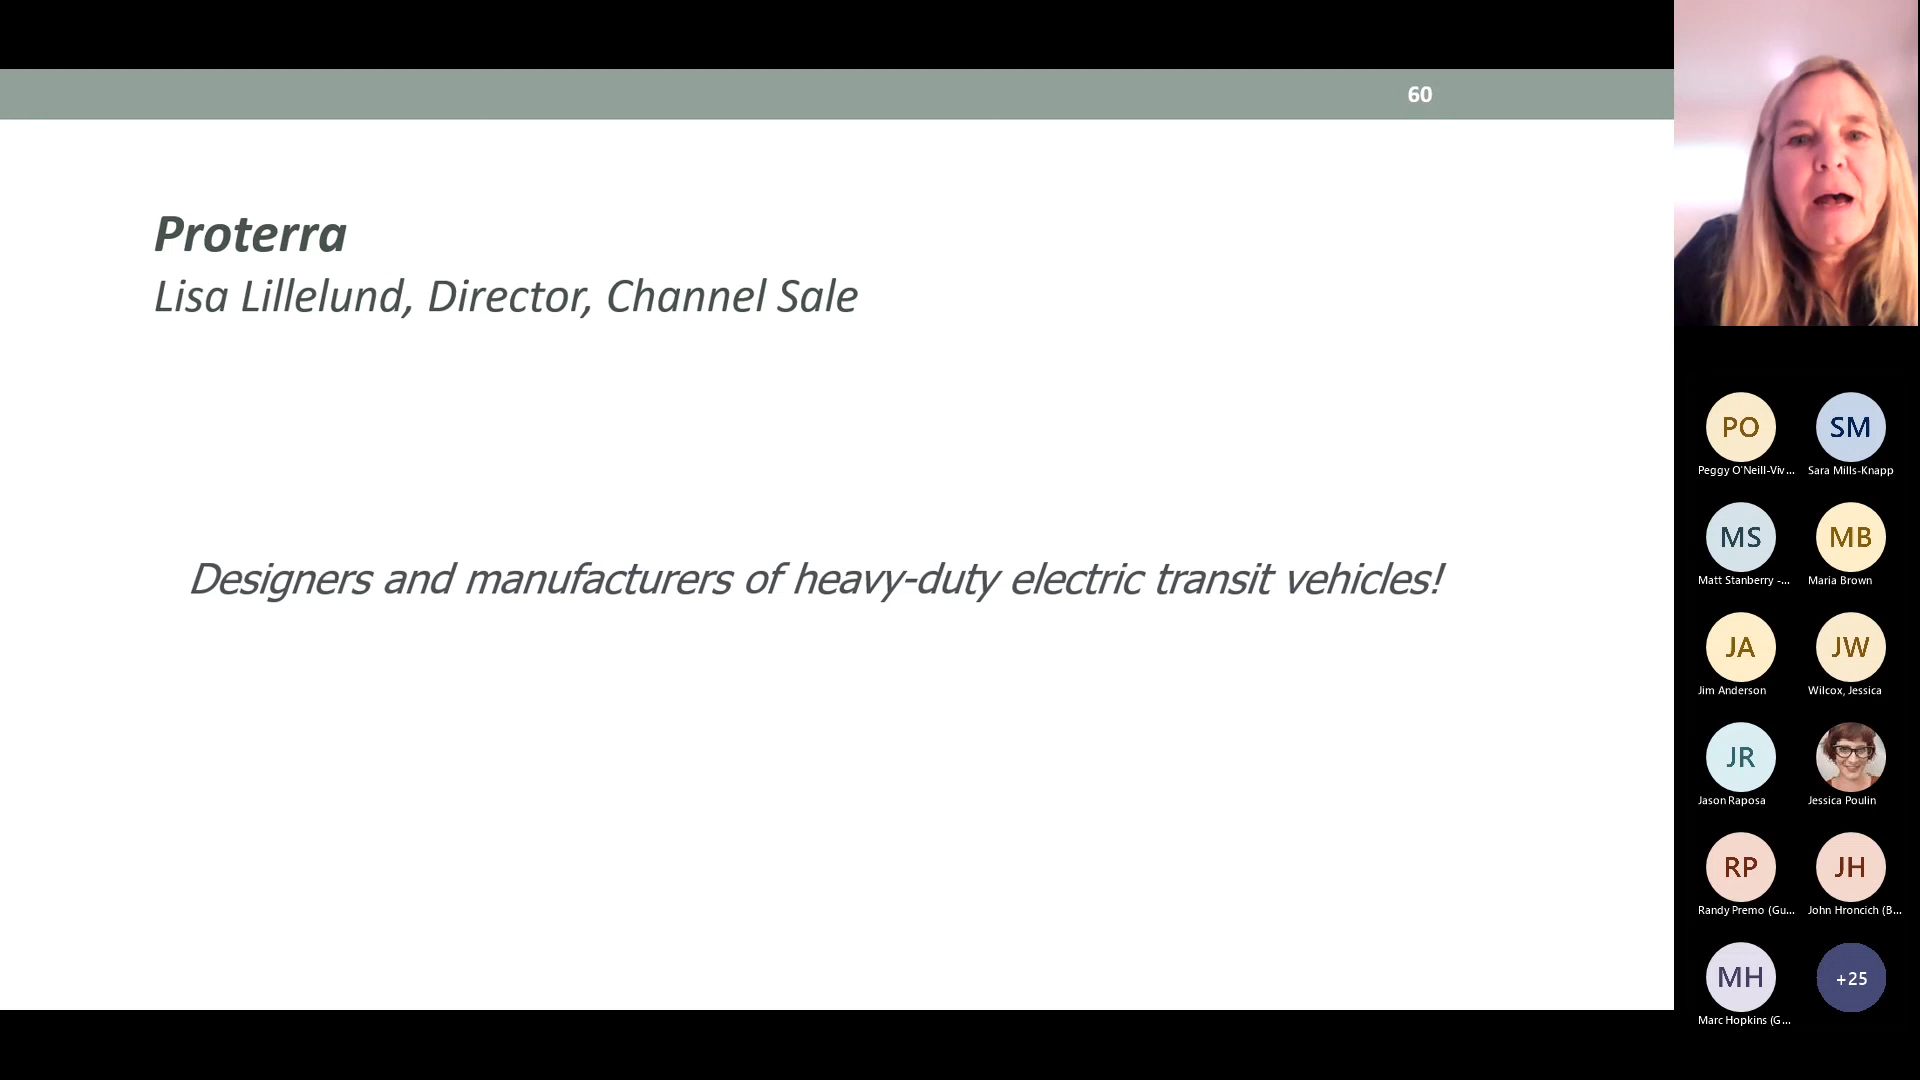 60
Proterra
Lisa Lillelund, Director, Channel Sale
Designers and manufacturers of heavy-duty electric transit vehicles!
PO
SM
Peggy O'Neill-Viv...
Sara Mills-Knapp
MS
MB
Matt Stanberry -...
Maria Brown
JA
JW
Jim Anderson
Wilcox, Jessica
JR
Jason Raposa
Jessica Poulin
RP
JH
Randy Premo (Gu...
John Hroncich (B...
MH
+25
Marc Hopkins (G...